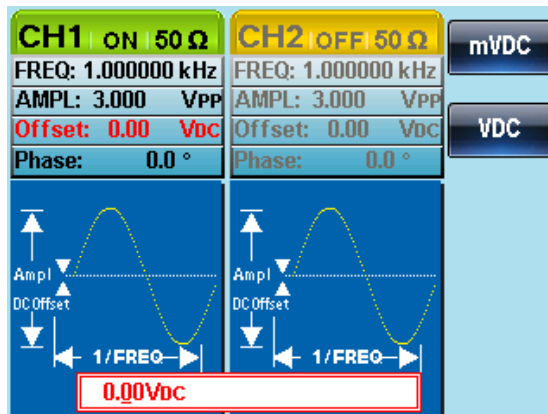 CH1 ON 50 Ω
FREQ: 1.000000 kHz
AMPL: 3.000 VPP
Offset: 0.00 VDC
Phase: 0.0 °
Ampl
DC Offset
1/FREQ
CH2 OFF 50 Ω
FREQ: 1.000000 kHz
AMPL: 3.000 VPP
Offset: 0.00 VDC
Phase: 0.0 °
Ampl
DC Offset
1/FREQ
0.00VDC
mVDC
VDC